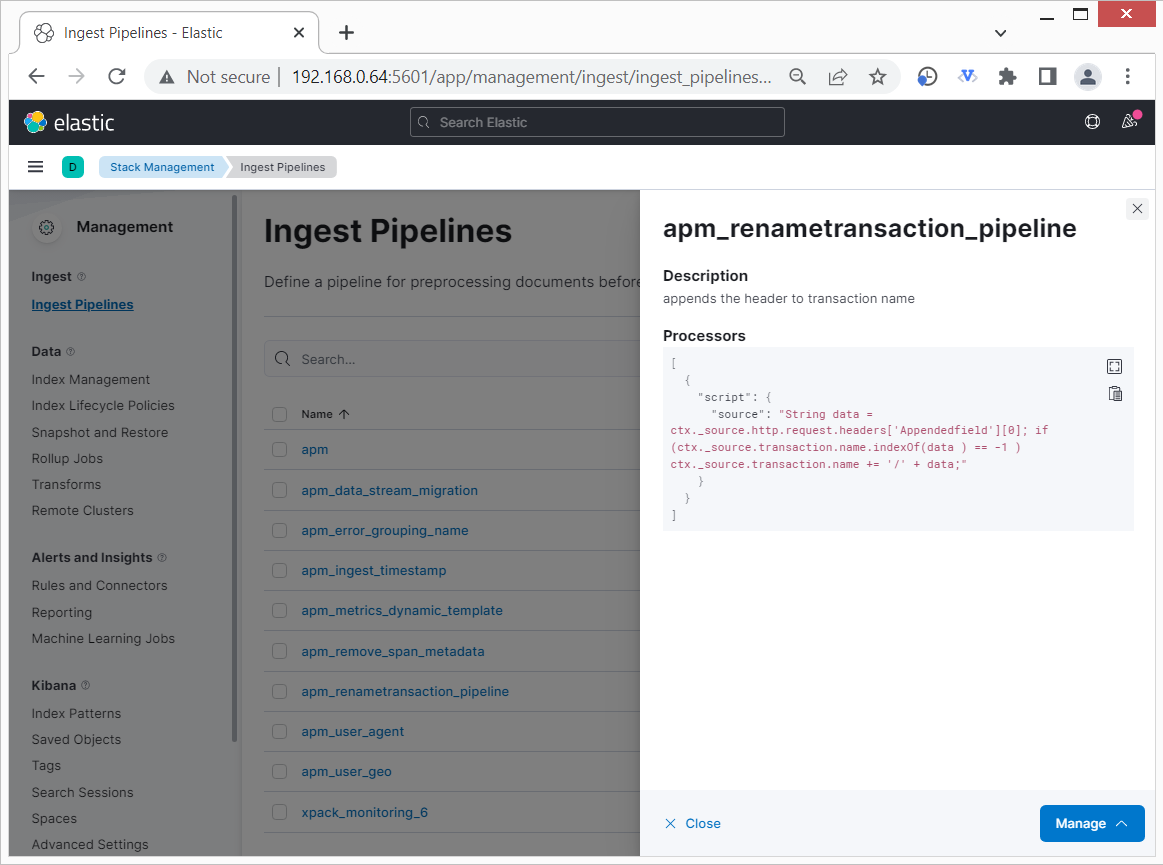 Ingest Pipelines - Elastic
Not secure
192.168.0.64:5601/app/management/ingest/ingest_pipelines...
elastic
Search Elastic
D
Stack Management
Ingest Pipelines
Management
Ingest
Ingest Pipelines
Data
Index Management
Index Lifecycle Policies
Snapshot and Restore
Rollup Jobs
Transforms
Remote Clusters
Alerts and Insights
Rules and Connectors
Reporting
Machine Learning Jobs
Kibana
Index Patterns
Saved Objects
Tags
Search Sessions
Spaces
Advanced Settings
Ingest Pipelines
Define a pipeline for preprocessing documents before
Search...
Name
apm
apm_data_stream_migration
apm_error_grouping_name
apm_ingest_timestamp
apm_metrics_dynamic_template
apm_remove_span_metadata
apm_renametransaction_pipeline
apm_user_agent
apm_user_geo
xpack_monitoring_6
apm_renametransaction_pipeline
Description
appends the header to transaction name
Processors
[
{
"script": {
"source": "String data =
ctx._source.http.request.headers['Appendedfield'][0]; if
(ctx._source.transaction.name.indexOf(data ) == -1 )
ctx._source.transaction.name += '/' + data;"
}
}
]
Close
Manage